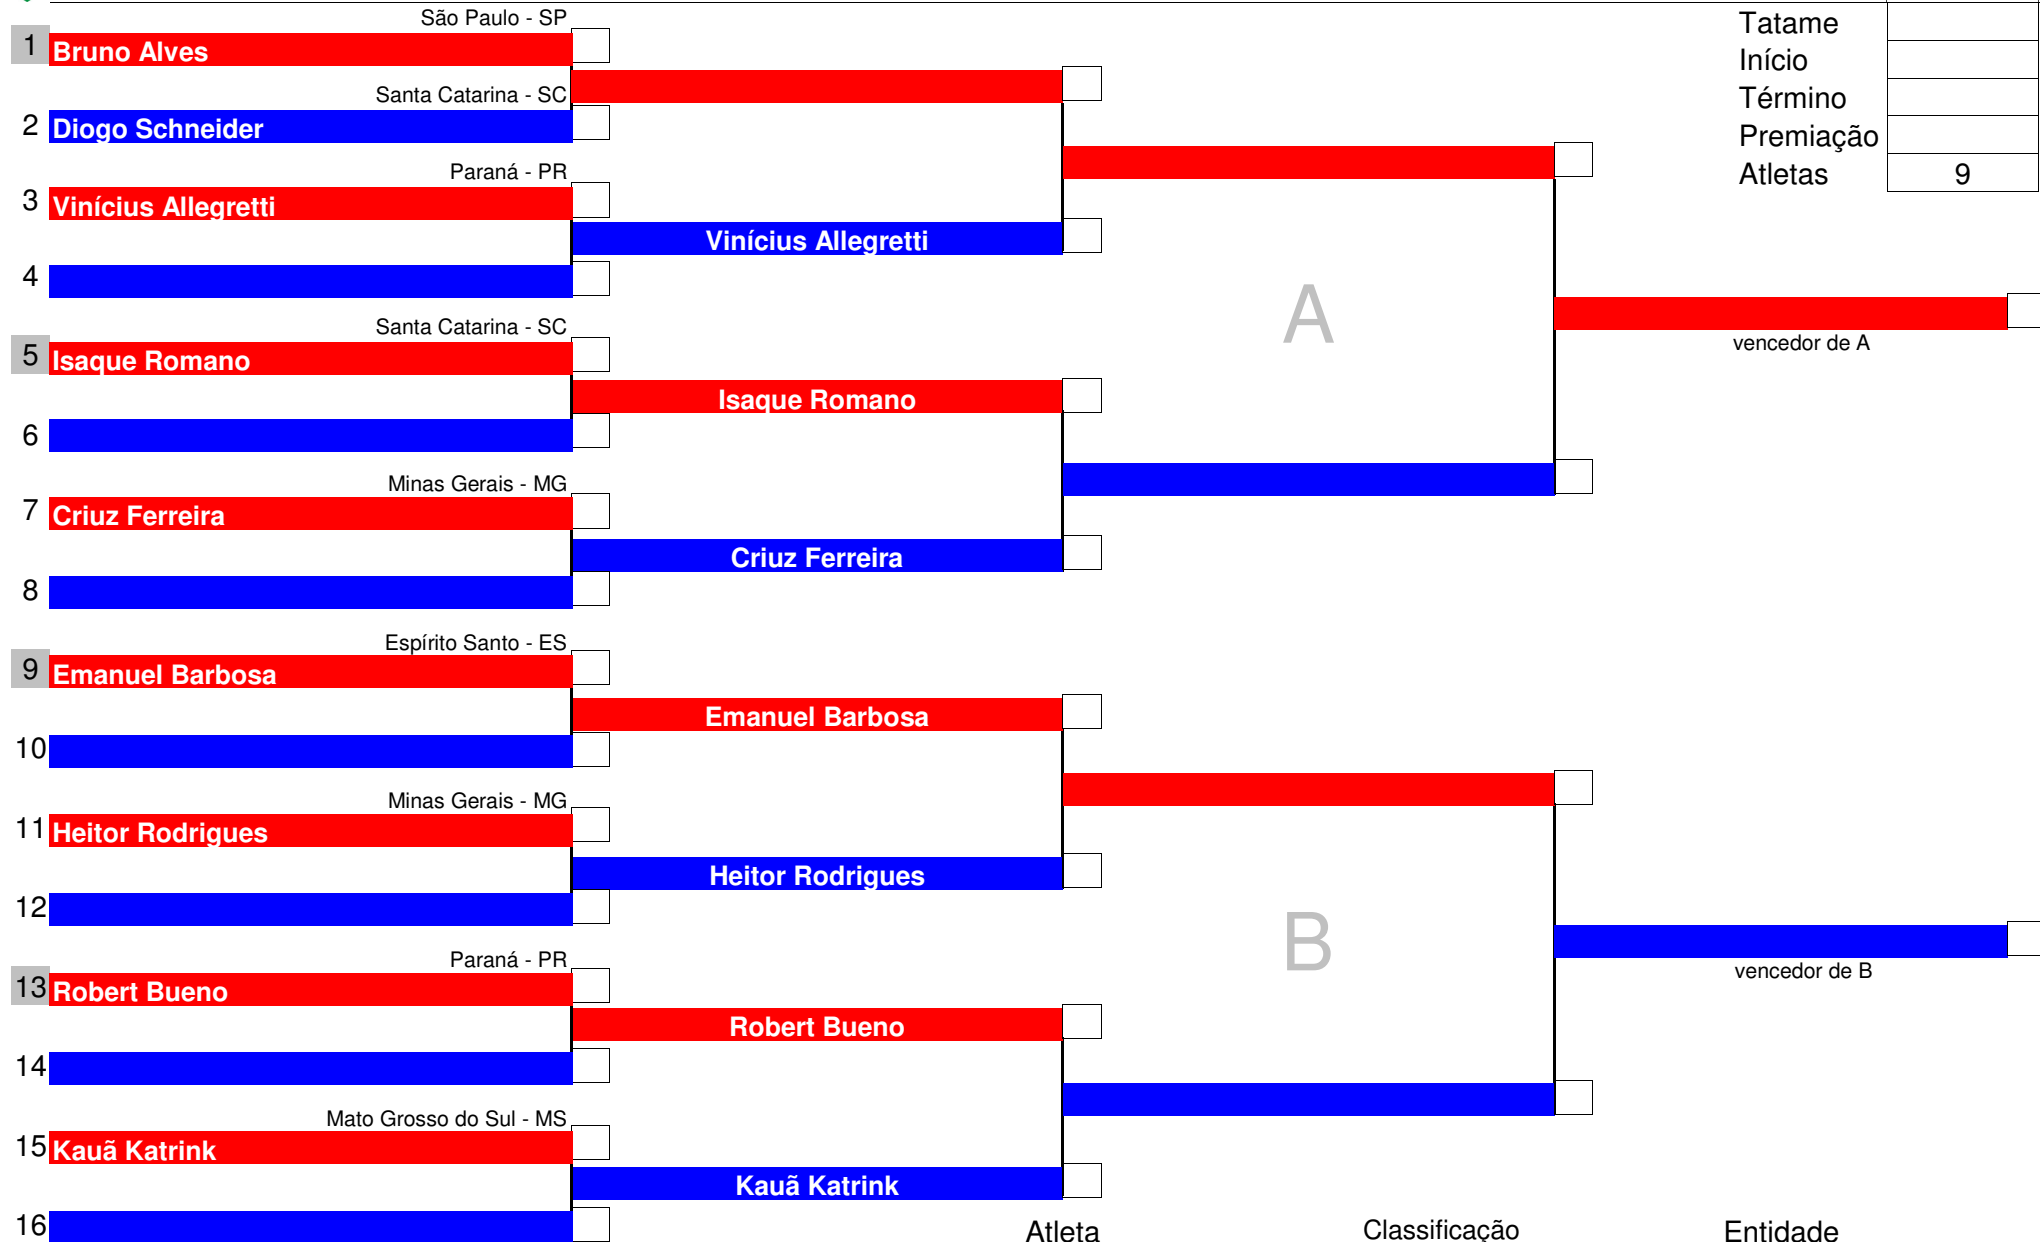 São Paulo - SP
1 Bruno Alves
Santa Catarina - SC
2 Diogo Schneider
Paraná - PR
3 Vinícius Allegretti
Vinícius Allegretti
4
Santa Catarina - SC
5 Isaque Romano
Isaque Romano
6
Minas Gerais - MG
7 Criuz Ferreira
Criuz Ferreira
8
Espírito Santo - ES
9 Emanuel Barbosa
Emanuel Barbosa
10
Minas Gerais - MG
11 Heitor Rodrigues
Heitor Rodrigues
12
Paraná - PR
13 Robert Bueno
Robert Bueno
14
Mato Grosso do Sul - MS
15 Kauã Katrink
Kauã Katrink
16
A
B
vencedor de A
vencedor de B
Tatame
Início
Término
Premiação
Atletas 9
Atleta Classificação Entidade